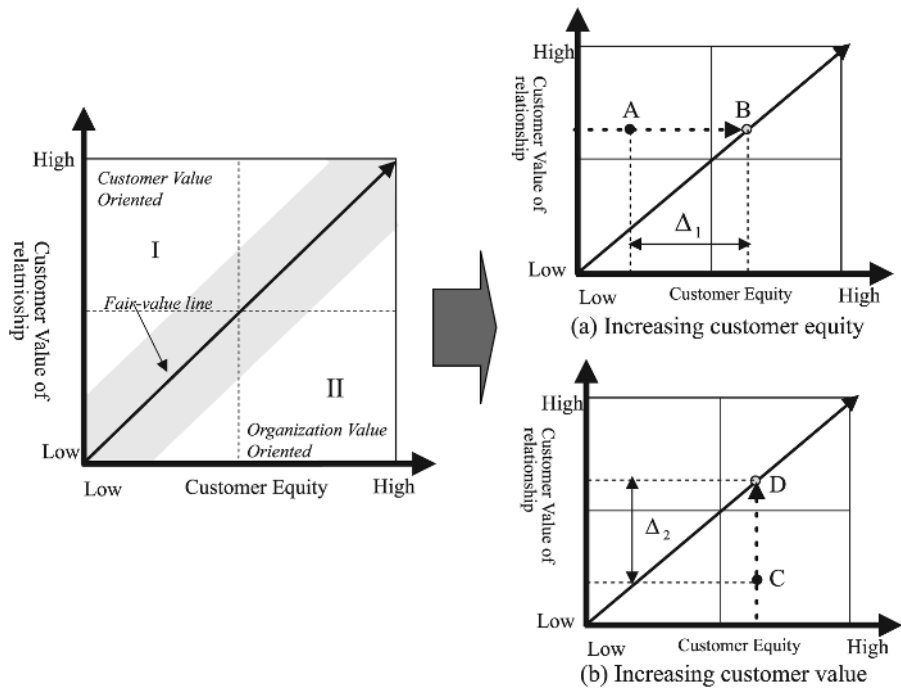 High
Customer Value
Oriented
I
Fair-value line
II
Organization Value
Oriented
Low
Low
Customer Equity
High
Customer Value of
relatnioship
High
A
B
Δ1
Low
Low
Customer Equity
High
Customer Value of
relationship
(a) Increasing customer equity
High
D
Δ2
C
Low
Low
Customer Equity
High
Customer Value of
relationship
(b) Increasing customer value